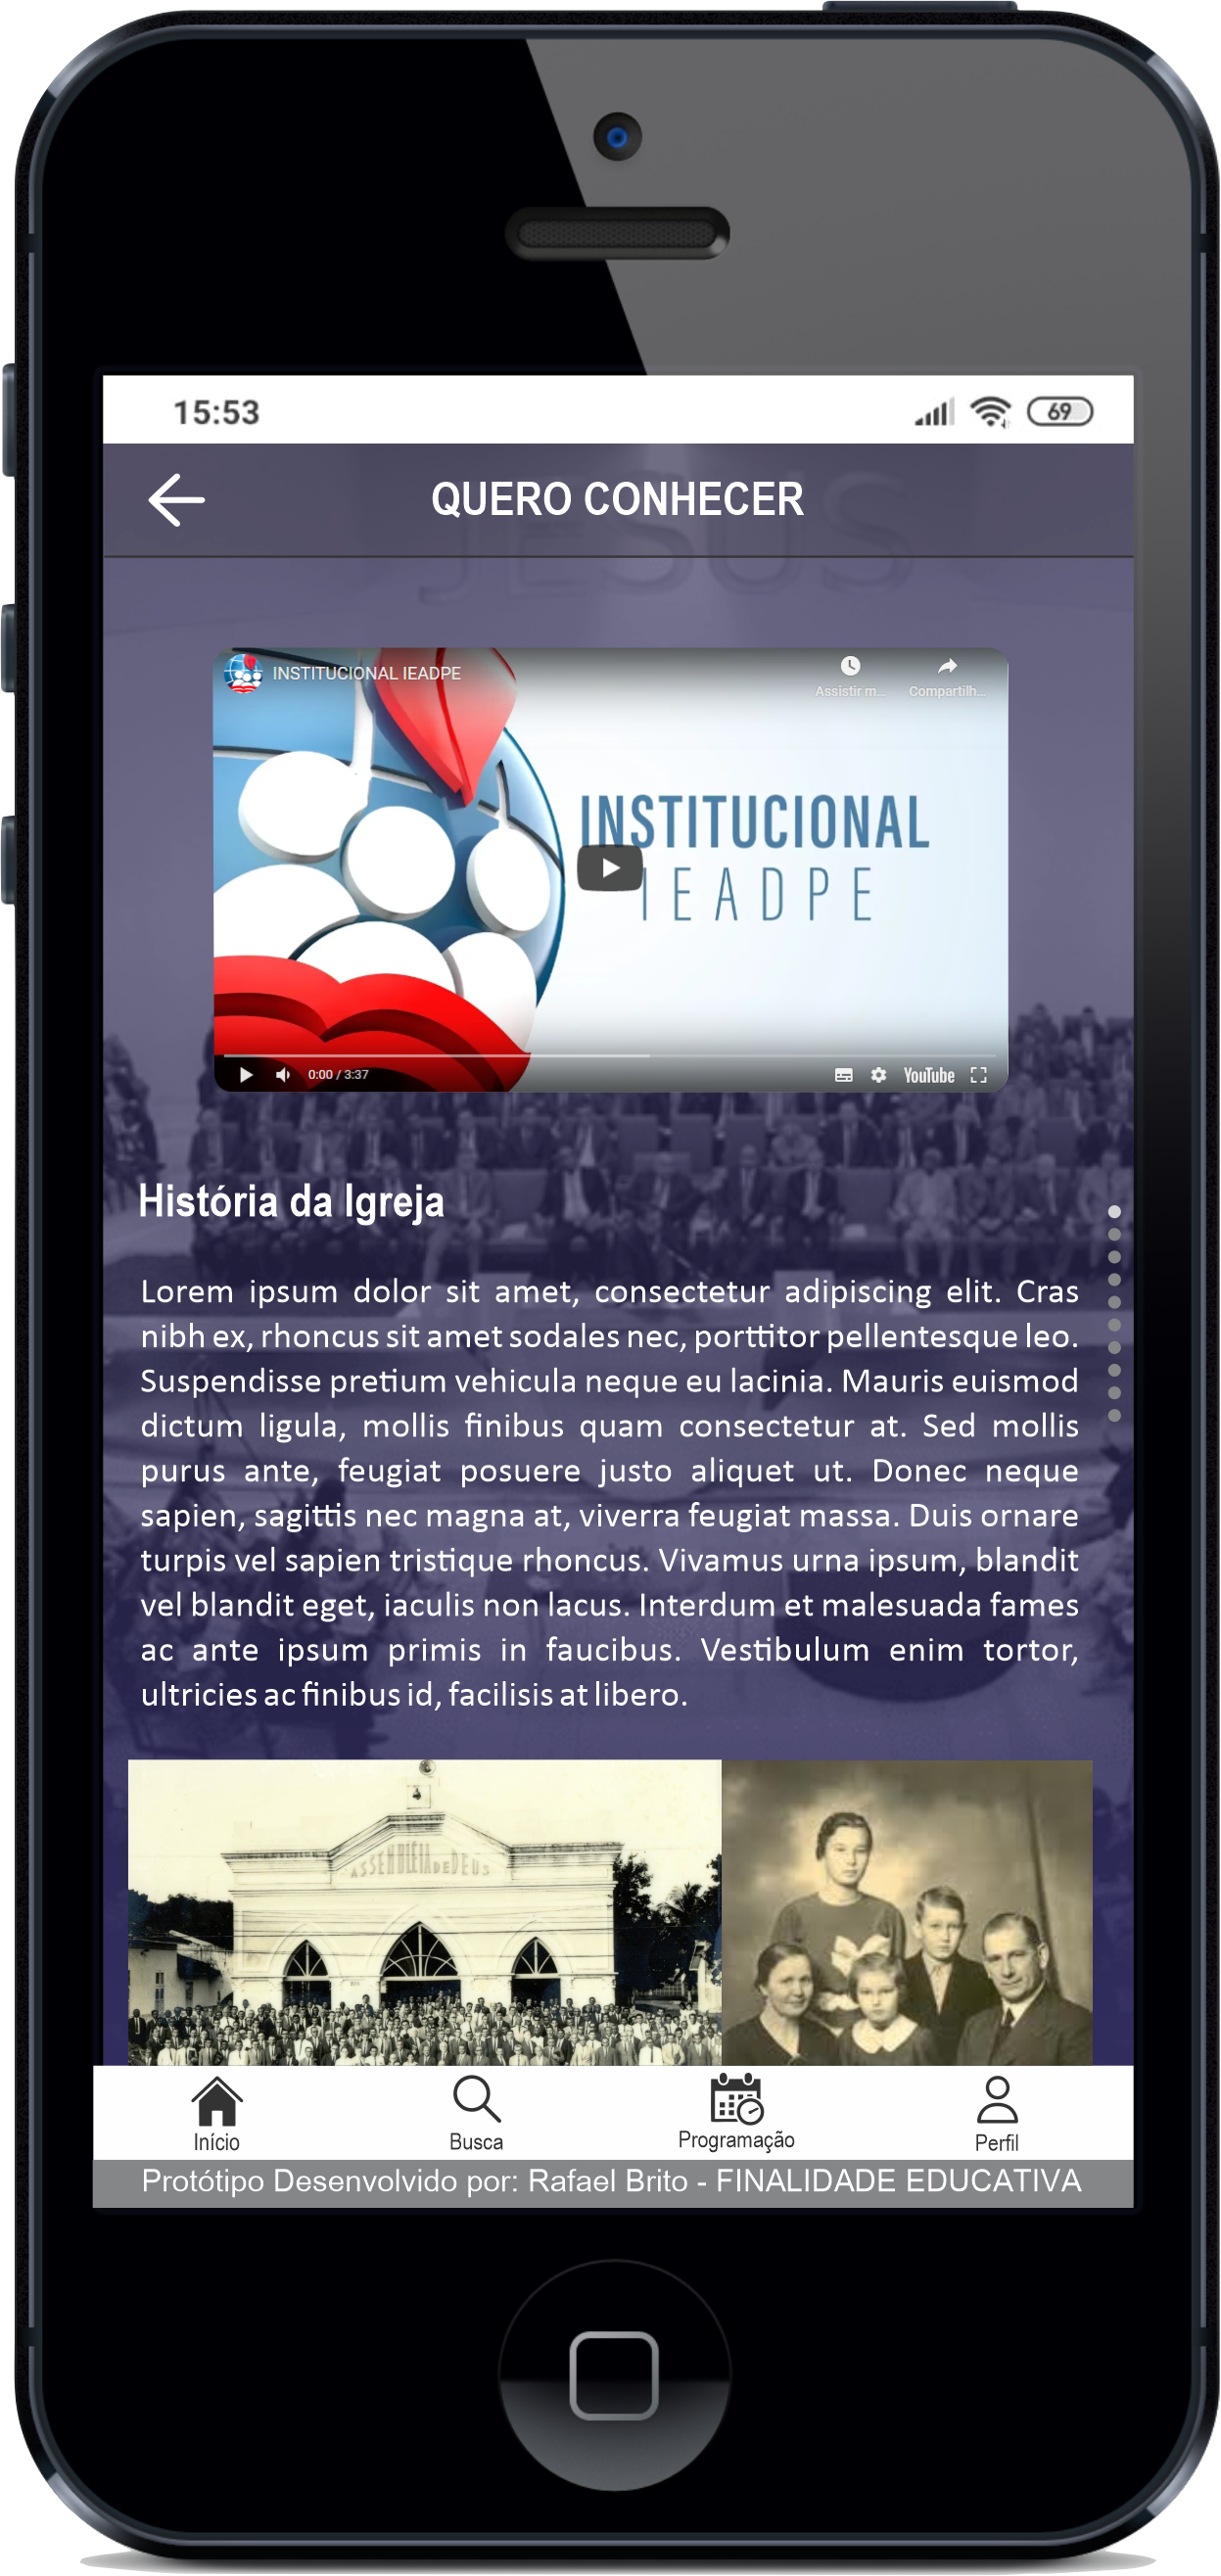 15:53
69
QUERO CONHECER
JESUS
INSTITUCIONAL IEADPE
Assistir m...
Compartilh...
INSTITUCIONAL
IEADPE
0:00 / 3:37
YouTube
História da Igreja
Lorem ipsum dolor sit amet, consectetur adipiscing elit. Cras
nibh ex, rhoncus sit amet sodales nec, porttitor pellentesque leo.
Suspendisse pretium vehicula neque eu lacinia. Mauris euismod
dictum ligula, mollis finibus quam consectetur at. Sed mollis
purus ante, feugiat posuere justo aliquet ut. Donec neque
sapien, sagittis nec magna at, viverra feugiat massa. Duis ornare
turpis vel sapien tristique rhoncus. Vivamus urna ipsum, blandit
vel blandit eget, iaculis non lacus. Interdum et malesuada fames
ac ante ipsum primis in faucibus. Vestibulum enim tortor,
ultricies ac finibus id, facilisis at libero.
ASSEMBLÉIA DE DEUS
Início
Busca
Programação
Perfil
Protótipo Desenvolvido por: Rafael Brito - FINALIDADE EDUCATIVA